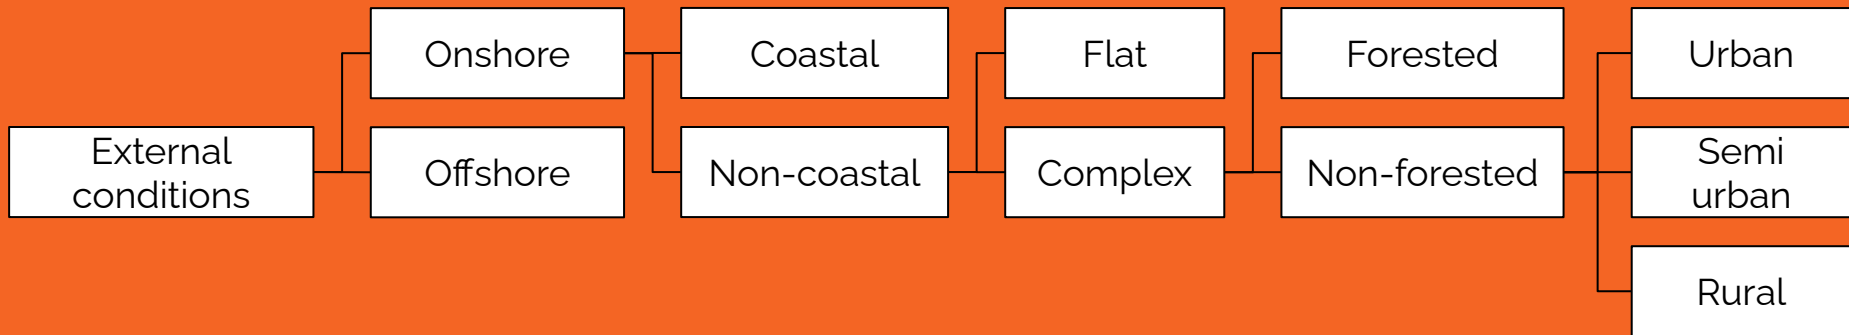 Onshore
Coastal
Flat
Forested
Urban
External
conditions
Offshore
Non-coastal
Complex
Non-forested
Semi
urban
Rural